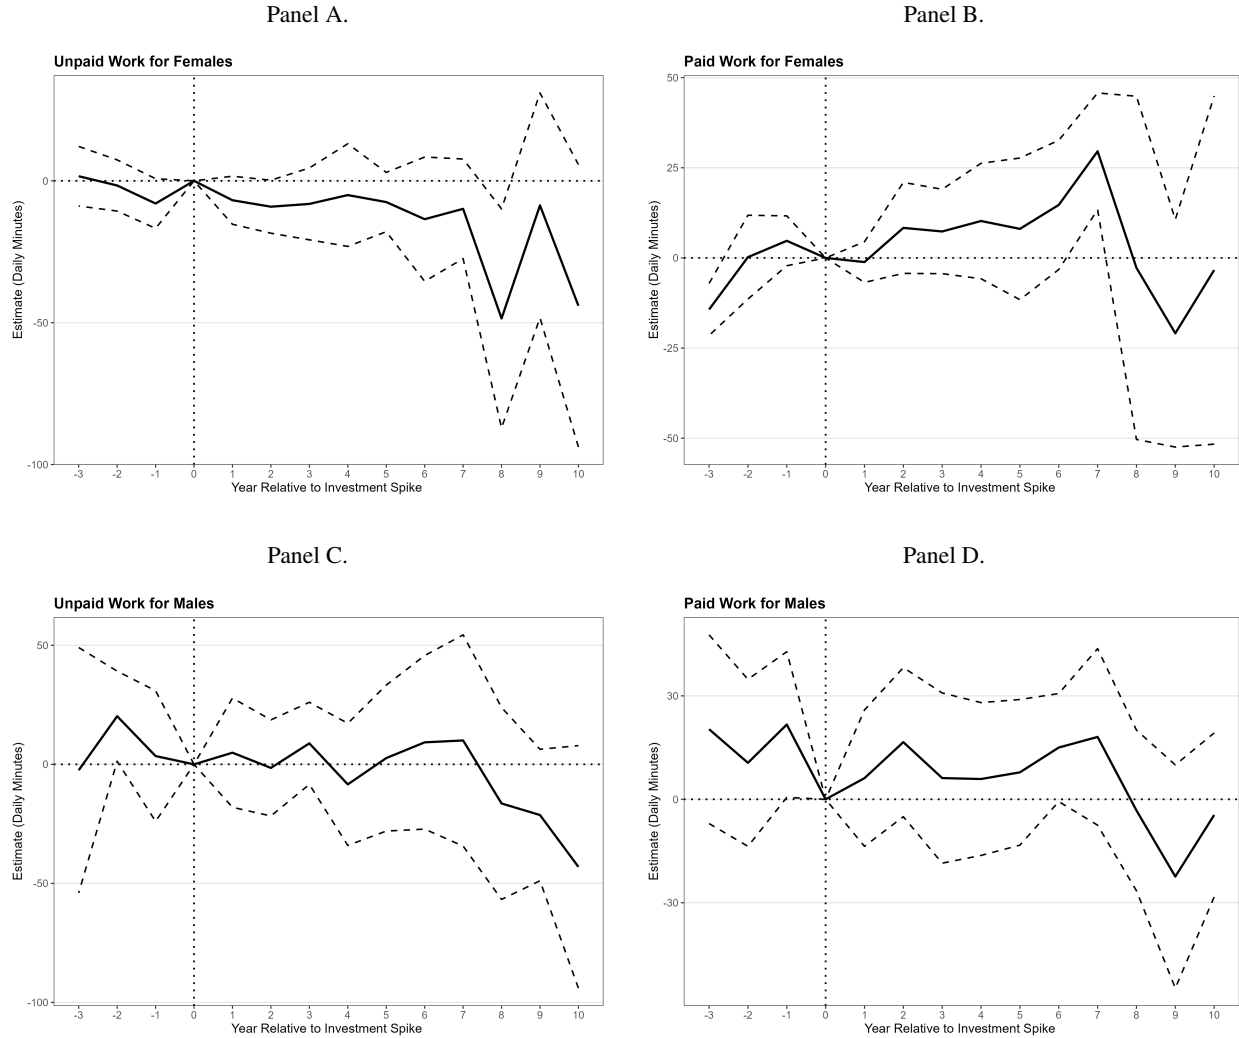 Panel A.
Unpaid Work for Females
Estimate (Daily Minutes)
0
-50
-100
-3 -2 -1 0 1 2 3 4 5 6 7 8 9 10
Year Relative to Investment Spike
Panel B.
Paid Work for Females
Estimate (Daily Minutes)
50
25
0
-25
-50
-3 -2 -1 0 1 2 3 4 5 6 7 8 9 10
Year Relative to Investment Spike
Panel C.
Unpaid Work for Males
Estimate (Daily Minutes)
50
0
-50
-100
-3 -2 -1 0 1 2 3 4 5 6 7 8 9 10
Year Relative to Investment Spike
Panel D.
Paid Work for Males
Estimate (Daily Minutes)
30
0
-30
-3 -2 -1 0 1 2 3 4 5 6 7 8 9 10
Year Relative to Investment Spike